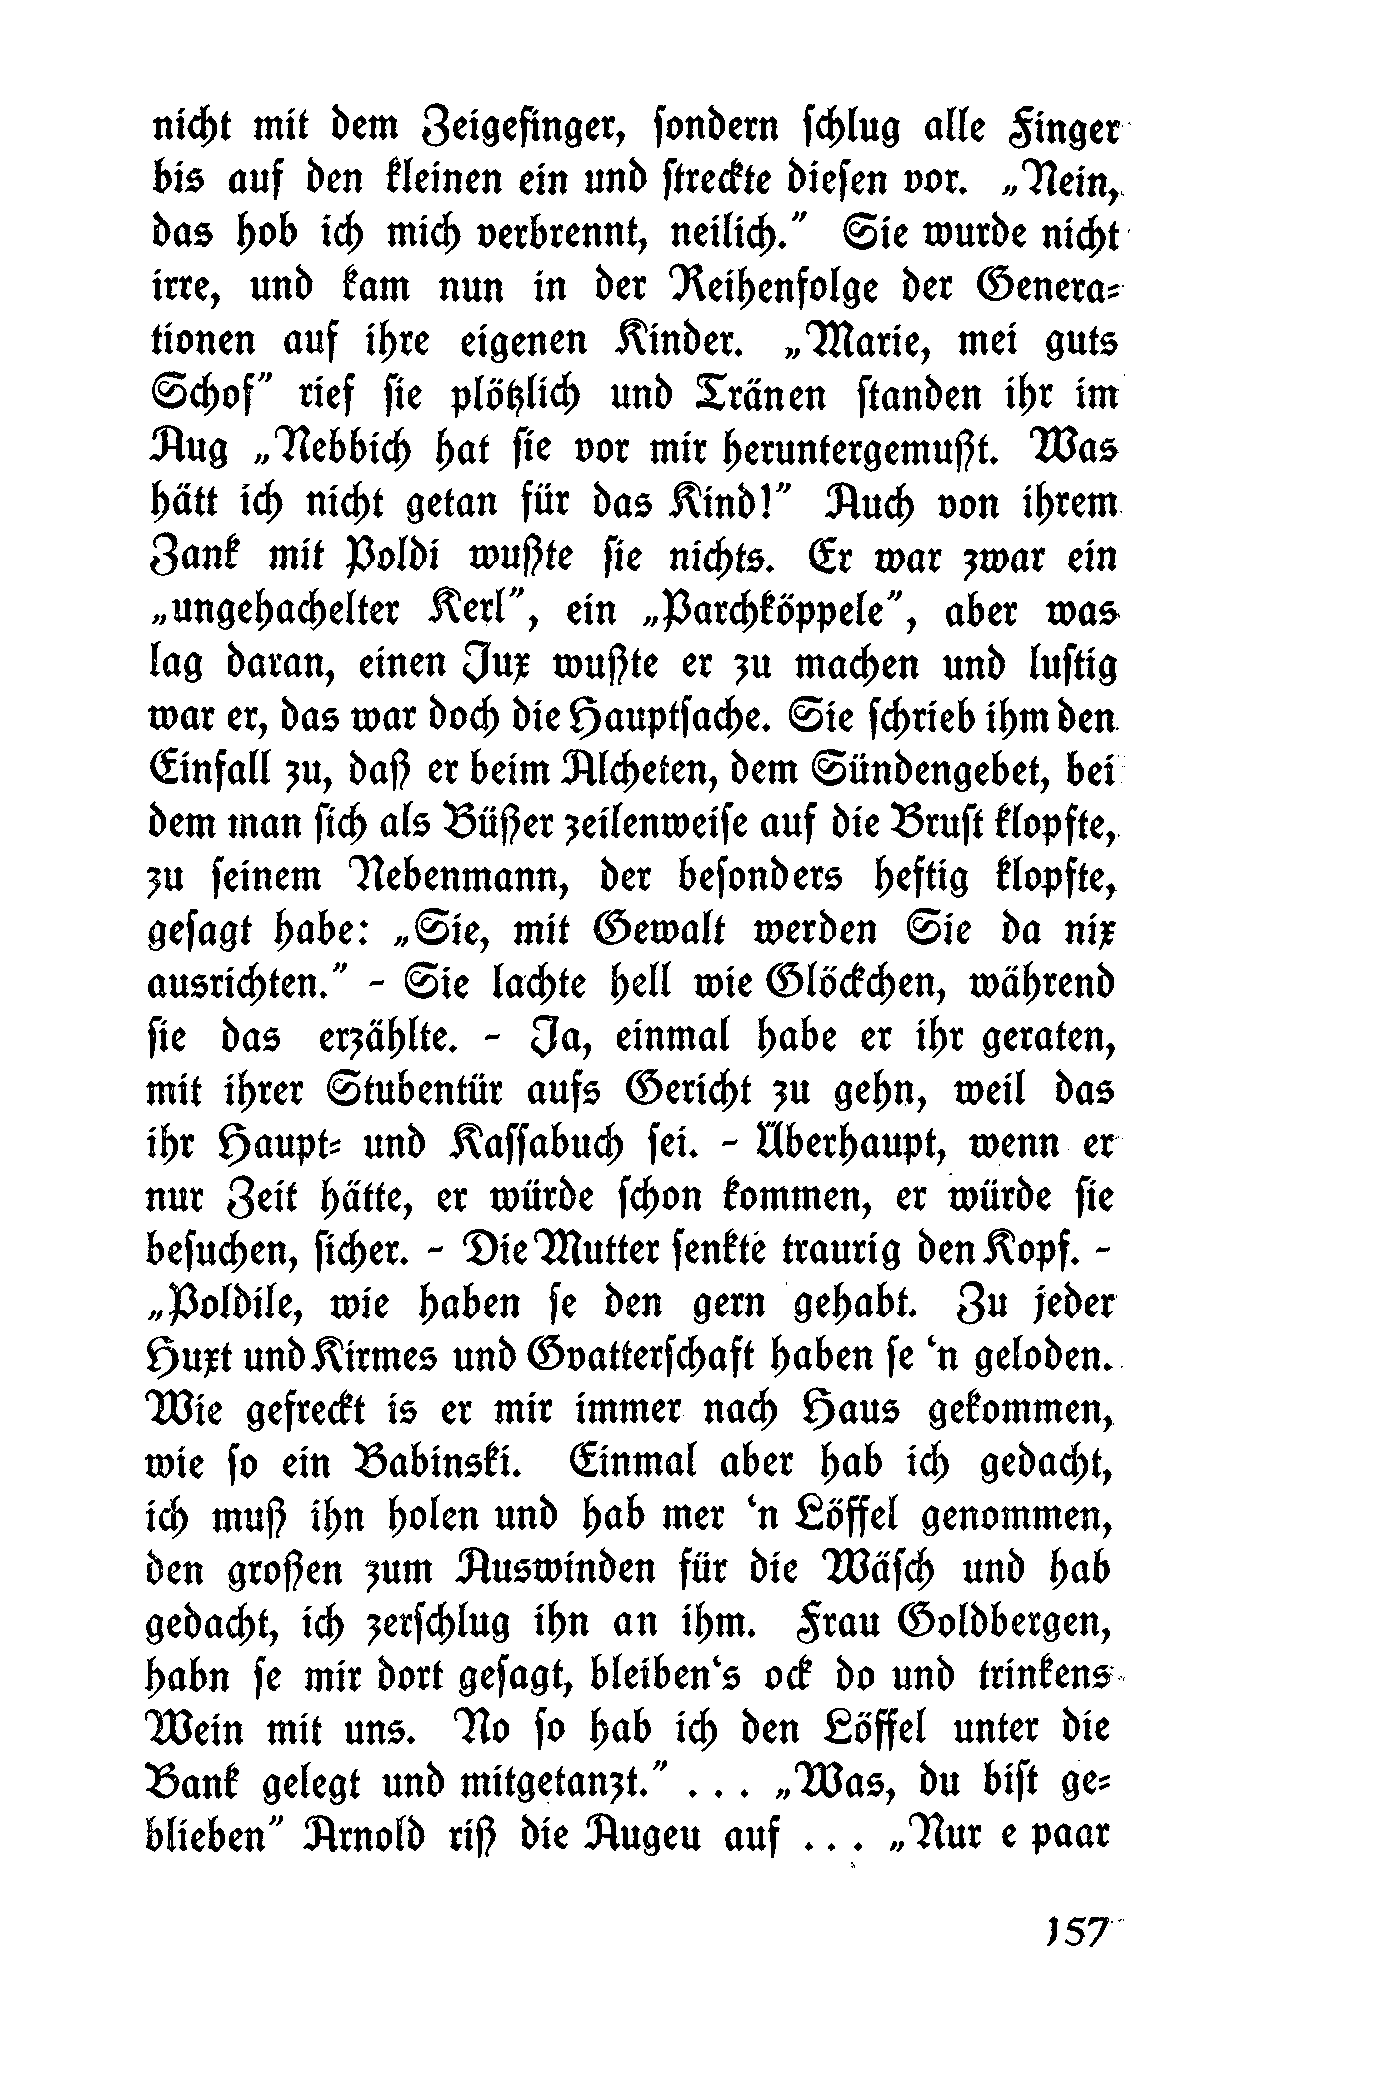 nicht mit dem Zeigefinger, sondern schlug alle Finger
bis auf den kleinen ein und streckte diesen vor. „Nein,
das hob ich mich verbrennt, neilich.” Sie wurde nicht
irre, und kam nun in der Reihenfolge der Genera-
tionen auf ihre eigenen Kinder. „Marie, mei guts
Schof” rief sie plötzlich und Tränen standen ihr im
Aug „Nebbich hat sie vor mir heruntergemußt. Was
hätt ich nicht getan für das Kind!” Auch von ihrem
Zank mit Poldi wußte sie nichts. Er war zwar ein
„ungehachelter Kerl”, ein „Parchköppele”, aber was
lag daran, einen Jux wußte er zu machen und lustig
war er, das war doch die Hauptsache. Sie schrieb ihm den
Einfall zu, daß er beim Alcheten, dem Sündengebet, bei
dem man sich als Büßer zeilenweise auf die Brust klopfte,
zu seinem Nebenmann, der besonders heftig klopfte,
gesagt habe: „Sie, mit Gewalt werden Sie da nix
ausrichten.” - Sie lachte hell wie Glöckchen, während
sie das erzählte. - Ja, einmal habe er ihr geraten,
mit ihrer Stubentür aufs Gericht zu gehn, weil das
ihr Haupt- und Kassabuch sei. - Überhaupt, wenn er
nur Zeit hätte, er würde schon kommen, er würde sie
besuchen, sicher. - Die Mutter senkte traurig den Kopf. -
„Poldile, wie haben se den gern gehabt. Zu jeder
Huxt und Kirmes und Gvatterschaft haben se ‘n geloden.
Wie gefreckt is er mir immer nach Haus gekommen,
wie so ein Babinski. Einmal aber hab ich gedacht,
ich muß ihn holen und hab mer ‘n Löffel genommen,
den großen zum Auswinden für die Wäsch und hab
gedacht, ich zerschlug ihn an ihm. Frau Goldbergen,
habn se mir dort gesagt, bleiben‘s ock do und trinkens
Wein mit uns. No so hab ich den Löffel unter die
Bank gelegt und mitgetanzt.” . . . „Was, du bist ge-
blieben” Arnold riß die Augeu auf . . . „Nur e paar
157